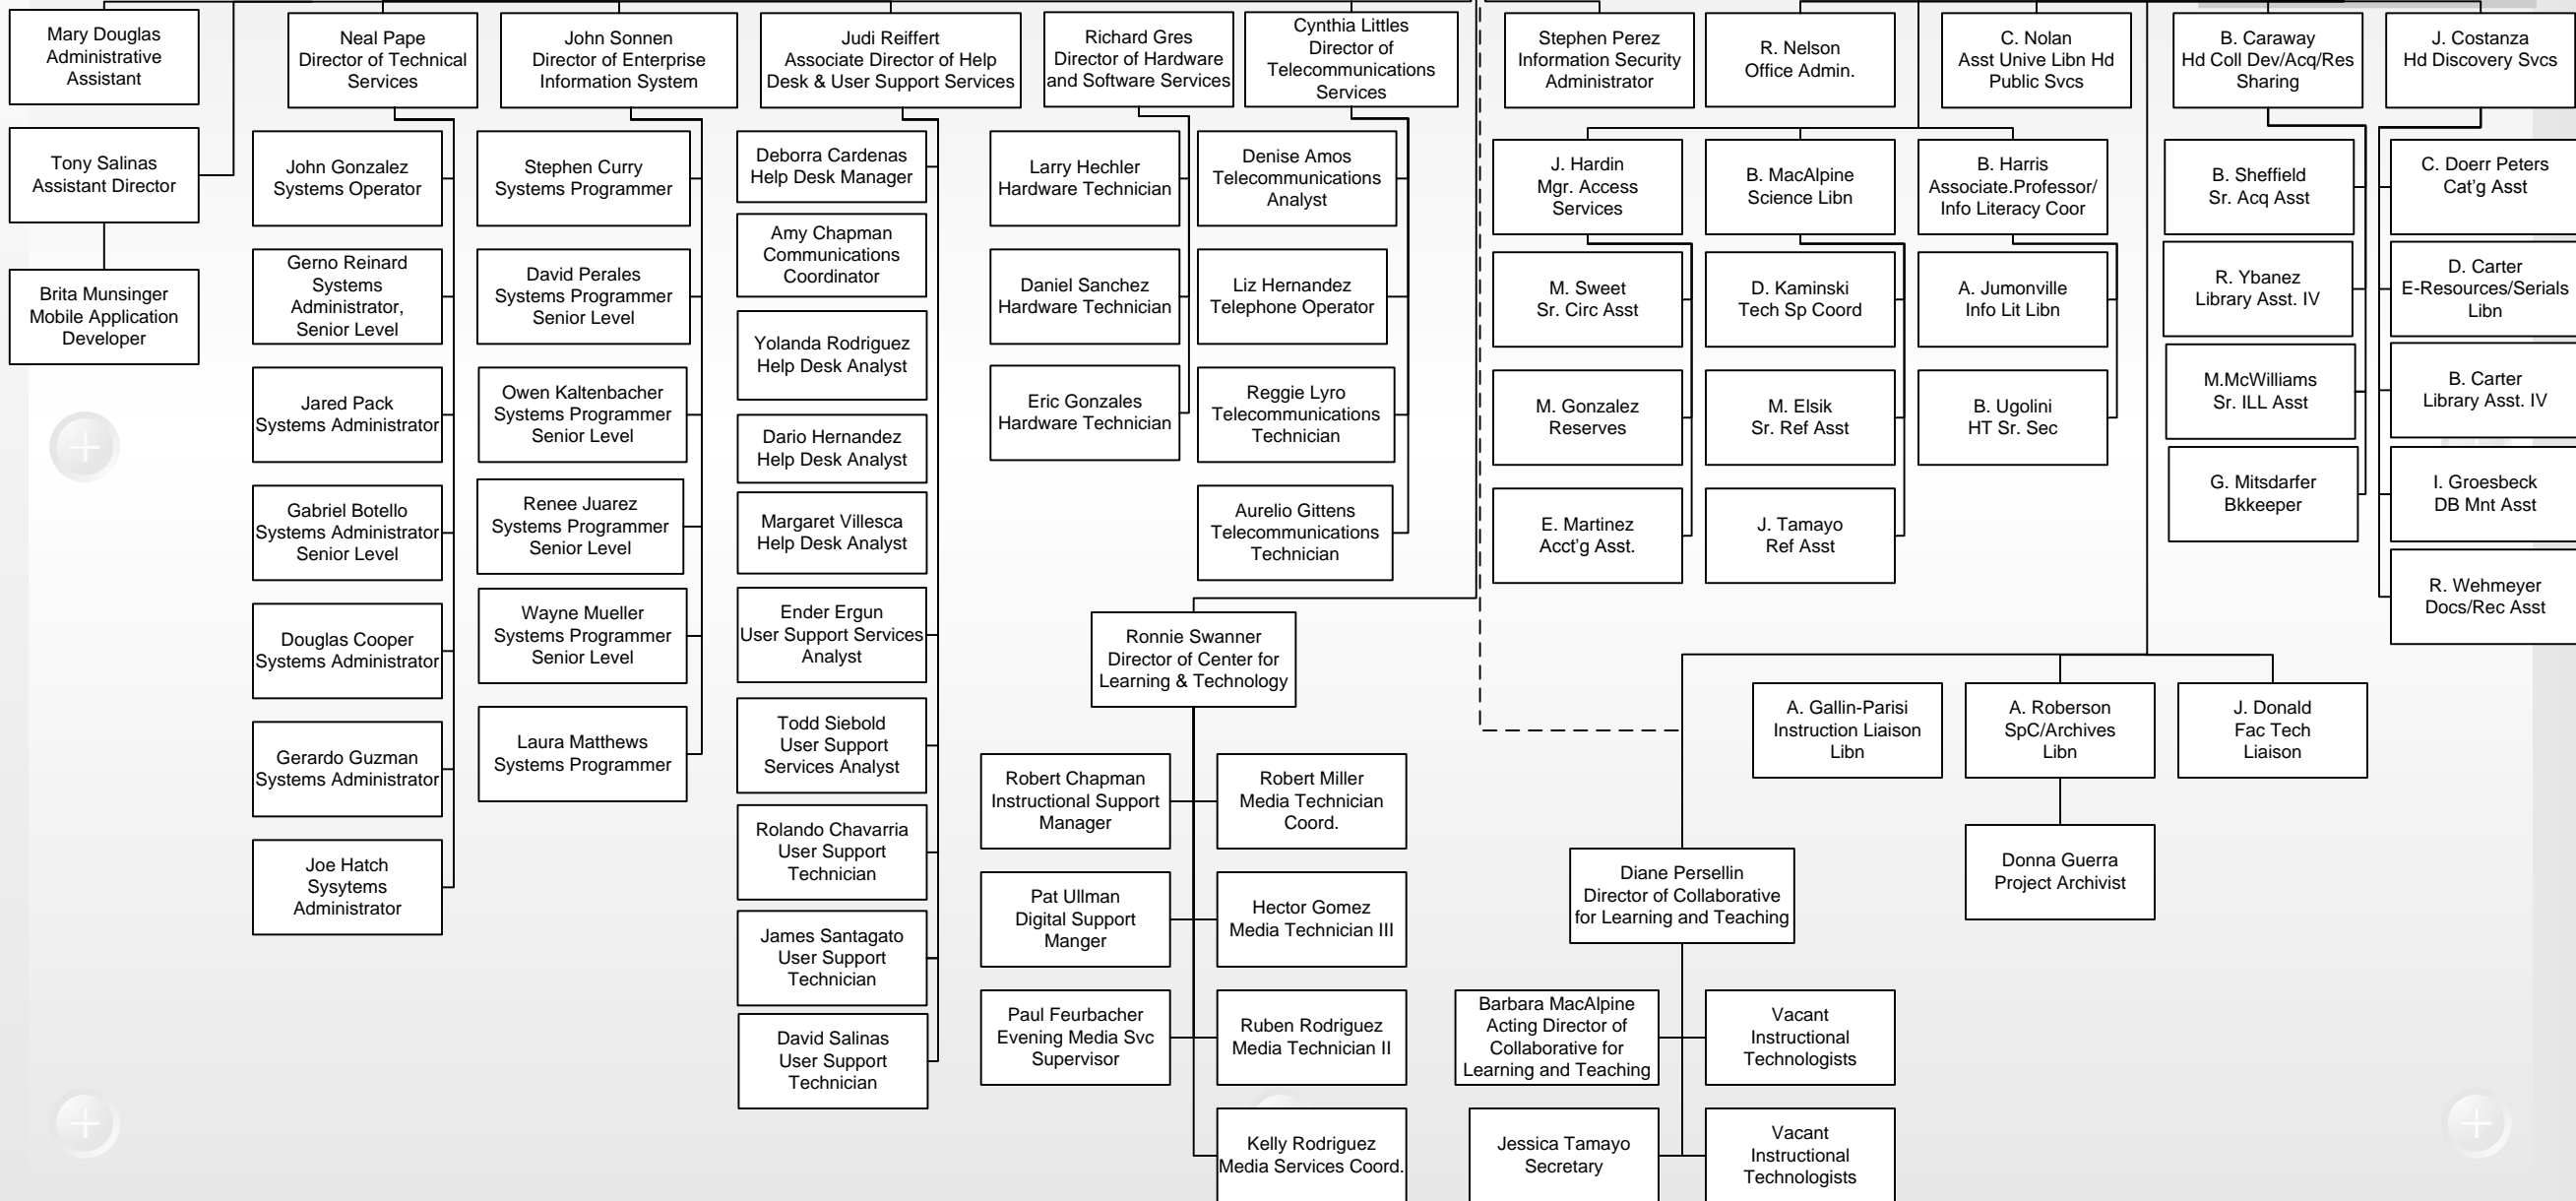 Mary Douglas
Administrative
Assistant
Tony Salinas
Assistant Director
Brita Munsinger
Mobile Application
Developer
Neal Pape
Director of Technical
Services
John Gonzalez
Systems Operator
Gerno Reinard
Systems
Administrator,
Senior Level
Jared Pack
Systems Administrator
Gabriel Botello
Systems Administrator
Senior Level
Douglas Cooper
Systems Administrator
Gerardo Guzman
Systems Administrator
Joe Hatch
Sysytems
Administrator
John Sonnen
Director of Enterprise
Information System
Stephen Curry
Systems Programmer
David Perales
Systems Programmer
Senior Level
Owen Kaltenbacher
Systems Programmer
Senior Level
Renee Juarez
Systems Programmer
Senior Level
Wayne Mueller
Systems Programmer
Senior Level
Laura Matthews
Systems Programmer
Judi Reiffert
Associate Director of Help
Desk & User Support Services
Deborra Cardenas
Help Desk Manager
Amy Chapman
Communications
Coordinator
Yolanda Rodriguez
Help Desk Analyst
Dario Hernandez
Help Desk Analyst
Margaret Villesca
Help Desk Analyst
Ender Ergun
User Support Services
Analyst
Todd Siebold
User Support
Services Analyst
Rolando Chavarria
User Support
Technician
James Santagato
User Support
Technician
David Salinas
User Support
Technician
Richard Gres
Director of Hardware
and Software Services
Larry Hechler
Hardware Technician
Daniel Sanchez
Hardware Technician
Eric Gonzales
Hardware Technician
Cynthia Littles
Director of
Telecommunications
Services
Denise Amos
Telecommunications
Analyst
Liz Hernandez
Telephone Operator
Reggie Lyro
Telecommunications
Technician
Aurelio Gittens
Telecommunications
Technician
Ronnie Swanner
Director of Center for
Learning & Technology
Robert Chapman
Instructional Support
Manager
Robert Miller
Media Technician
Coord.
Pat Ullman
Digital Support
Manger
Hector Gomez
Media Technician III
Paul Feurbacher
Evening Media Svc
Supervisor
Ruben Rodriguez
Media Technician II
Kelly Rodriguez
Media Services Coord.
Stephen Perez
Information Security
Administrator
R. Nelson
Office Admin.
C. Nolan
Asst Unive Libn Hd
Public Svcs
J. Hardin
Mgr. Access
Services
M. Sweet
Sr. Circ Asst
M. Gonzalez
Reserves
E. Martinez
Acct'g Asst.
B. MacAlpine
Science Libn
D. Kaminski
Tech Sp Coord
M. Elsik
Sr. Ref Asst
J. Tamayo
Ref Asst
B. Harris
Associate.Professor/
Info Literacy Coor
A. Jumonville
Info Lit Libn
B. Ugolini
HT Sr. Sec
B. Caraway
Hd Coll Dev/Acq/Res
Sharing
B. Sheffield
Sr. Acq Asst
R. Ybanez
Library Asst. IV
M.McWilliams
Sr. ILL Asst
G. Mitsdarfer
Bkkeeper
J. Costanza
Hd Discovery Svcs
C. Doerr Peters
Cat'g Asst
D. Carter
E-Resources/Serials
Libn
B. Carter
Library Asst. IV
I. Groesbeck
DB Mnt Asst
R. Wehmeyer
Docs/Rec Asst
A. Gallin-Parisi
Instruction Liaison
Libn
A. Roberson
SpC/Archives
Libn
J. Donald
Fac Tech
Liaison
Donna Guerra
Project Archivist
Diane Persellin
Director of Collaborative
for Learning and Teaching
Barbara MacAlpine
Acting Director of
Collaborative for
Learning and Teaching
Vacant
Instructional
Technologists
Jessica Tamayo
Secretary
Vacant
Instructional
Technologists